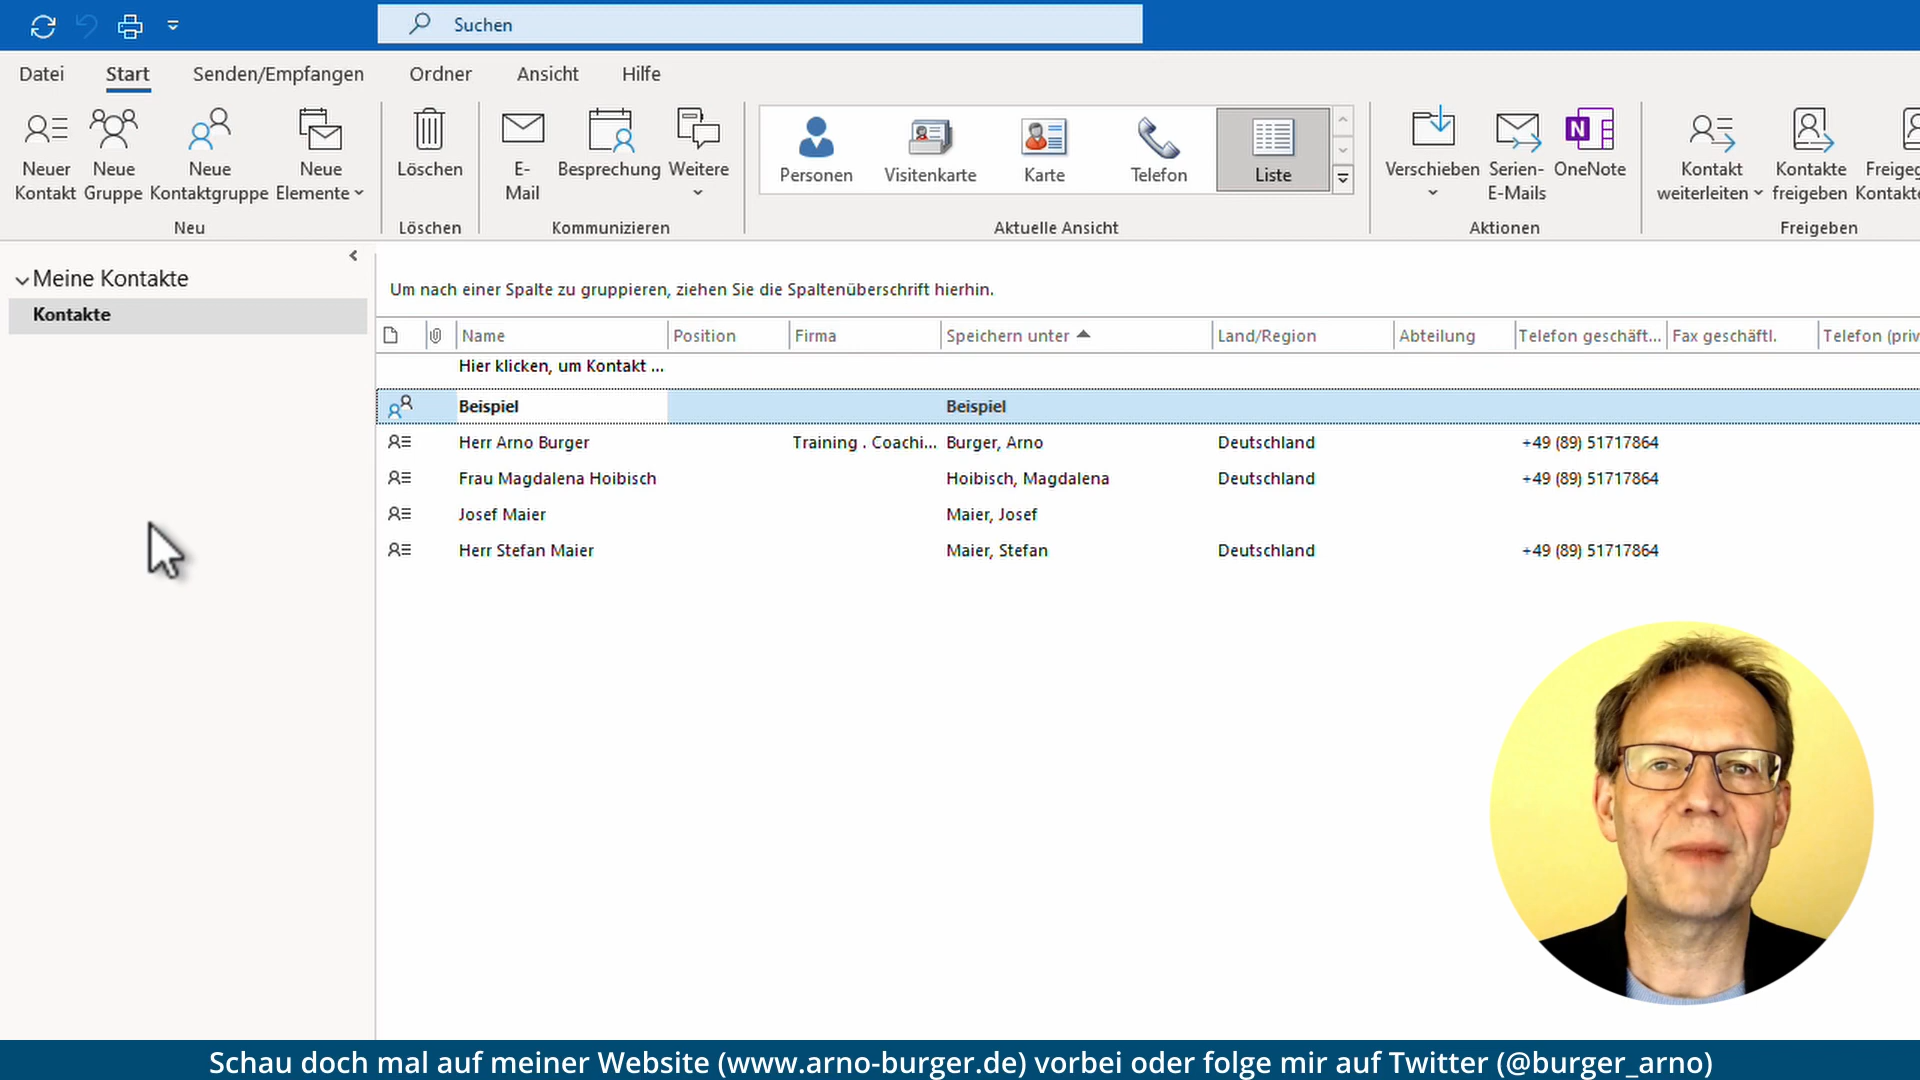 Suchen
Datei Start Senden/Empfangen Ordner Ansicht Hilfe
Neuer Kontakt
Neue Gruppe
Neue Kontaktgruppe
Neue Elemente
Löschen
E-Mail
Besprechung
Weitere
Personen
Visitenkarte
Karte
Telefon
Liste
Verschieben
Serien-E-Mails
N
OneNote
Kontakt weiterleiten
Kontakte freigeben
Neu
Löschen
Kommunizieren
Aktuelle Ansicht
Aktionen
Freigeben
Meine Kontakte
Kontakte
Um nach einer Spalte zu gruppieren, ziehen Sie die Spaltenüberschrift hierhin.
Name Position Firma Speichern unter Land/Region Abteilung Telefon geschäft... Fax geschäftl. Telefon (priv
Hier klicken, um Kontakt ...
Beispiel Beispiel
Herr Arno Burger Training . Coachi... Burger, Arno Deutschland +49 (89) 51717864
Frau Magdalena Hoibisch Hoibisch, Magdalena Deutschland +49 (89) 51717864
Josef Maier Maier, Josef
Herr Stefan Maier Maier, Stefan Deutschland +49 (89) 51717864
Schau doch mal auf meiner Website (www.arno-burger.de) vorbei oder folge mir auf Twitter (@burger_arno)